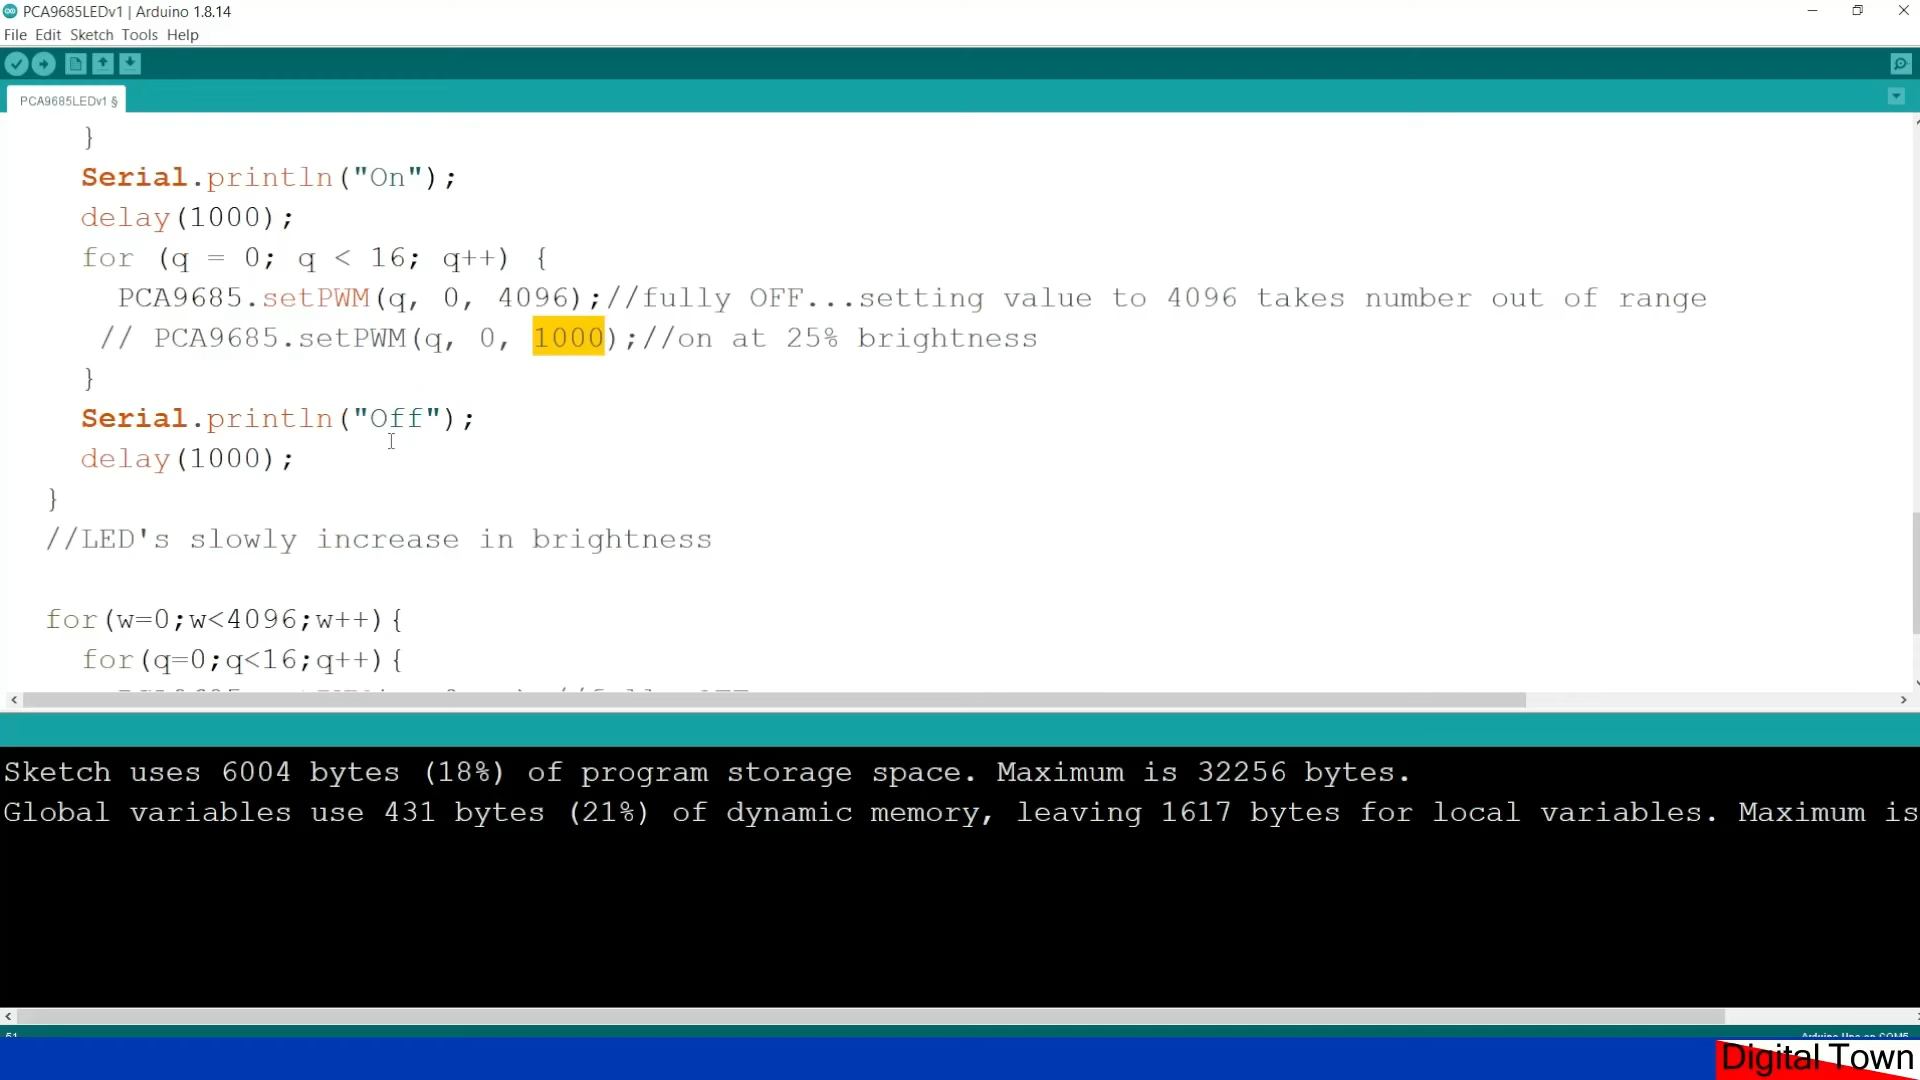 PCA9685LEDv1 | Arduino 1.8.14
File Edit Sketch Tools Help
PCA9685LEDv1 §
}
Serial.println("On");
delay(1000);
for (q = 0; q < 16; q++) {
PCA9685.setPWM(q, 0, 4096);//fully OFF...setting value to 4096 takes number out of range
// PCA9685.setPWM(q, 0, 1000);//on at 25% brightness
}
Serial.println("Off");
delay(1000);
}
//LED's slowly increase in brightness
for(w=0;w<4096;w++){
for(q=0;q<16;q++){
Sketch uses 6004 bytes (18%) of program storage space. Maximum is 32256 bytes.
Global variables use 431 bytes (21%) of dynamic memory, leaving 1617 bytes for local variables. Maximum is
Digital Town